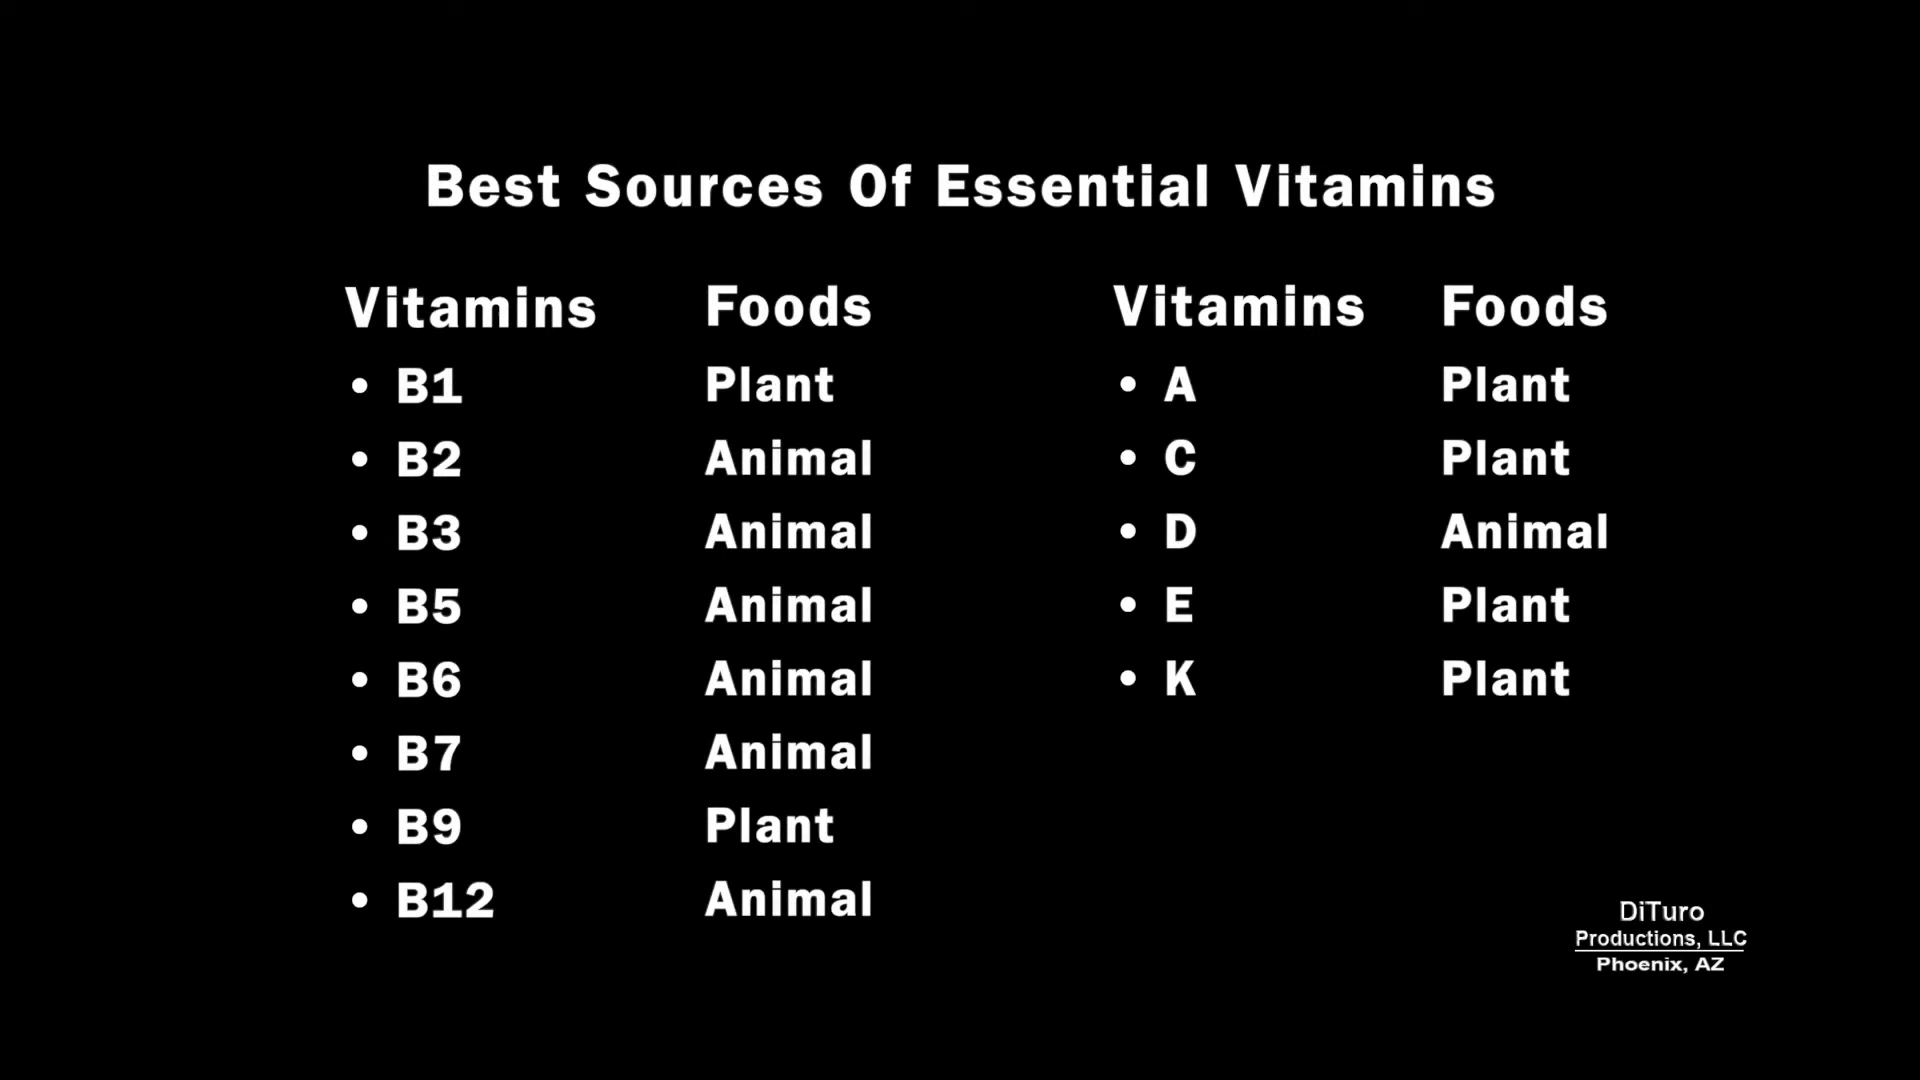 Best Sources Of Essential Vitamins
Vitamins Foods Vitamins Foods
• B1 Plant • A Plant
• B2 Animal • C Plant
• B3 Animal • D Animal
• B5 Animal • E Plant
• B6 Animal • K Plant
• B7 Animal
• B9 Plant
• B12 Animal
DiTuro
Productions, LLC
Phoenix, AZ